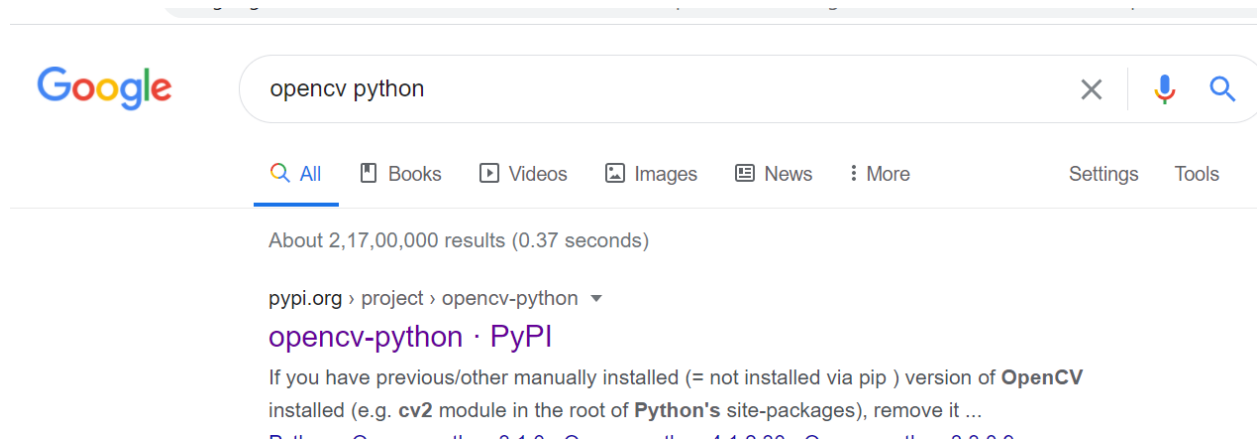 Google
opencv python
All Books Videos Images News More Settings Tools
About 2,17,00,000 results (0.37 seconds)
pypi.org › project › opencv-python
opencv-python · PyPI
If you have previous/other manually installed (= not installed via pip ) version of OpenCV
installed (e.g. cv2 module in the root of Python's site-packages), remove it ...